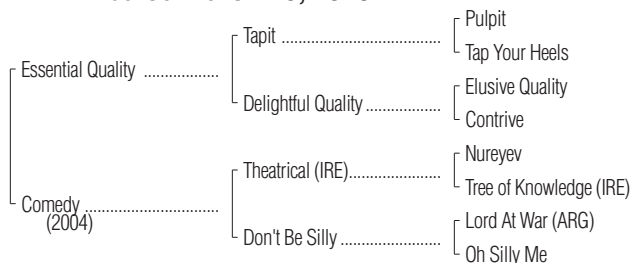 Pulpit
Tapit ........................................
Tap Your Heels
Essential Quality ...................
Elusive Quality
Delightful Quality ...................
Contrive
Nureyev
Theatrical (IRE).......................
Tree of Knowledge (IRE)
Comedy ..................................
(2004)
Lord At War (ARG)
Don't Be Silly .........................
Oh Silly Me